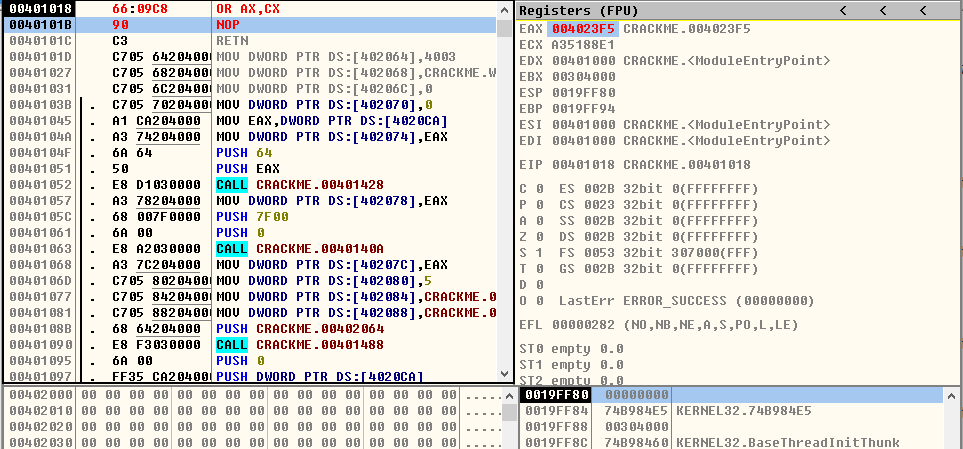 00401018 66:09C8 OR AX,CX
0040101B 90 NOP
0040101C C3 RETN
0040101D C705 64204000 MOV DWORD PTR DS:[402064],4003
00401027 C705 68204000 MOV DWORD PTR DS:[402068],CRACKME.W
00401031 C705 6C204000 MOV DWORD PTR DS:[40206C],0
0040103B . C705 70204000 MOV DWORD PTR DS:[402070],0
00401045 . A1 CA204000 MOV EAX,DWORD PTR DS:[4020CA]
0040104A . A3 74204000 MOV DWORD PTR DS:[402074],EAX
0040104F . 6A 64 PUSH 64
00401051 . 50 PUSH EAX
00401052 . E8 D1030000 CALL CRACKME.00401428
00401057 . A3 78204000 MOV DWORD PTR DS:[402078],EAX
0040105C . 68 007F0000 PUSH 7F00
00401061 . 6A 00 PUSH 0
00401063 . E8 A2030000 CALL CRACKME.0040140A
00401068 . A3 7C204000 MOV DWORD PTR DS:[40207C],EAX
0040106D . C705 80204000 MOV DWORD PTR DS:[402080],5
00401077 . C705 84204000 MOV DWORD PTR DS:[402084],CRACKME.0
00401081 . C705 88204000 MOV DWORD PTR DS:[402088],CRACKME.0
0040108B . 68 64204000 PUSH CRACKME.00402064
00401090 . E8 F3030000 CALL CRACKME.00401488
00401095 . 6A 00 PUSH 0
00401097 . FF35 CA204000 PUSH DWORD PTR DS:[4020CA]
Registers (FPU) < < <
EAX 004023F5 CRACKME.004023F5
ECX A35188E1
EDX 00401000 CRACKME.<ModuleEntryPoint>
EBX 00304000
ESP 0019FF80
EBP 0019FF94
ESI 00401000 CRACKME.<ModuleEntryPoint>
EDI 00401000 CRACKME.<ModuleEntryPoint>
EIP 00401018 CRACKME.00401018
C 0 ES 002B 32bit 0(FFFFFFFF)
P 0 CS 0023 32bit 0(FFFFFFFF)
A 0 SS 002B 32bit 0(FFFFFFFF)
Z 0 DS 002B 32bit 0(FFFFFFFF)
S 1 FS 0053 32bit 307000(FFF)
T 0 GS 002B 32bit 0(FFFFFFFF)
D 0
O 0 LastErr ERROR_SUCCESS (00000000)
EFL 00000282 (NO,NB,NE,A,S,PO,L,LE)
ST0 empty 0.0
ST1 empty 0.0
ST2 empty 0.0
00402000 00 00 00 00 00 00 00 00 00 00 00 00 00 00 00 00 .....
00402010 00 00 00 00 00 00 00 00 00 00 00 00 00 00 00 00 .....
00402020 00 00 00 00 00 00 00 00 00 00 00 00 00 00 00 00 .....
00402030 00 00 00 00 00 00 00 00 00 00 00 00 00 00 00 00 .....
0019FF80 00000000
0019FF84 74B984E5 KERNEL32.74B984E5
0019FF88 00304000
0019FF8C 74B98460 KERNEL32.BaseThreadInitThunk